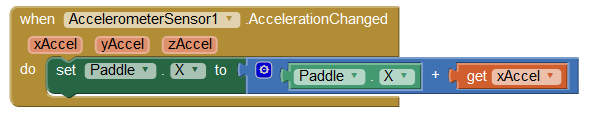 when AccelerometerSensor1 .AccelerationChanged
xAccel yAccel zAccel
do set Paddle . X to Paddle . X + get xAccel